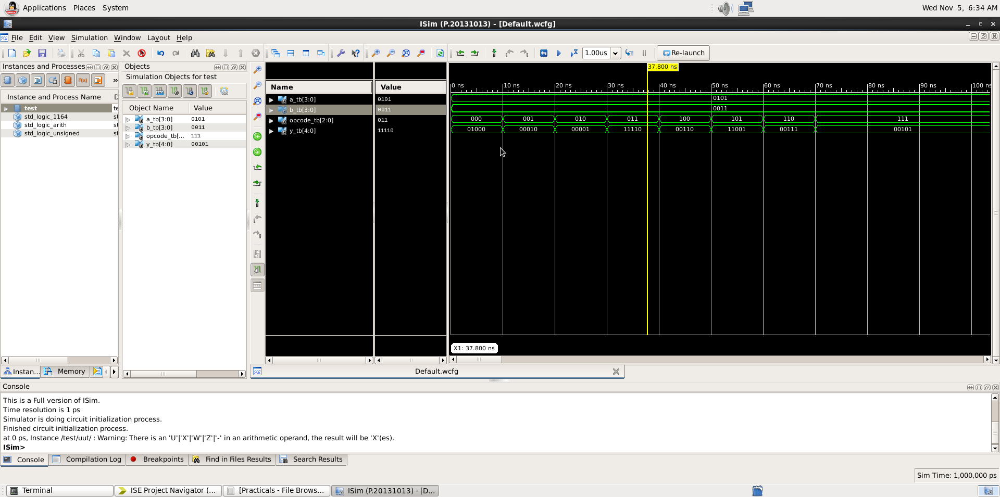 Applications Places System Wed Nov 5, 6:34 AM
ISim (P.20131013) - [Default.wcfg]
File Edit View Simulation Window Layout Help
1.00us Re-launch
Instances and Processes
Instance and Process Name D
test te
std_logic_1164 st
std_logic_arith st
std_logic_unsigned st
Instan... Memory
Objects
Simulation Objects for test
Object Name Value
a_tb[3:0] 0101
b_tb[3:0] 0011
opcode_tb[... 111
y_tb[4:0] 00101
Name Value
a_tb[3:0] 0101
b_tb[3:0] 0011
opcode_tb[2:0] 011
y_tb[4:0] 11110
37.800 ns
0 ns 10 ns 20 ns 30 ns 40 ns 50 ns 60 ns 70 ns 80 ns 90 ns 100 ns
0101
0011
000 001 010 011 100 101 110 111
01000 00010 00001 11110 00110 11001 00111 00101
X1: 37.800 ns
Default.wcfg
Console
This is a Full version of ISim.
Time resolution is 1 ps
Simulator is doing circuit initialization process.
Finished circuit initialization process.
at 0 ps, Instance /test/uut/ : Warning: There is an 'U'|'X'|'W'|'Z'|'-' in an arithmetic operand, the result will be 'X'(es).
ISim>
Console Compilation Log Breakpoints Find in Files Results Search Results
Sim Time: 1,000,000 ps
Terminal ISE Project Navigator (... [Practicals - File Brows... ISim (P.20131013) - [D...